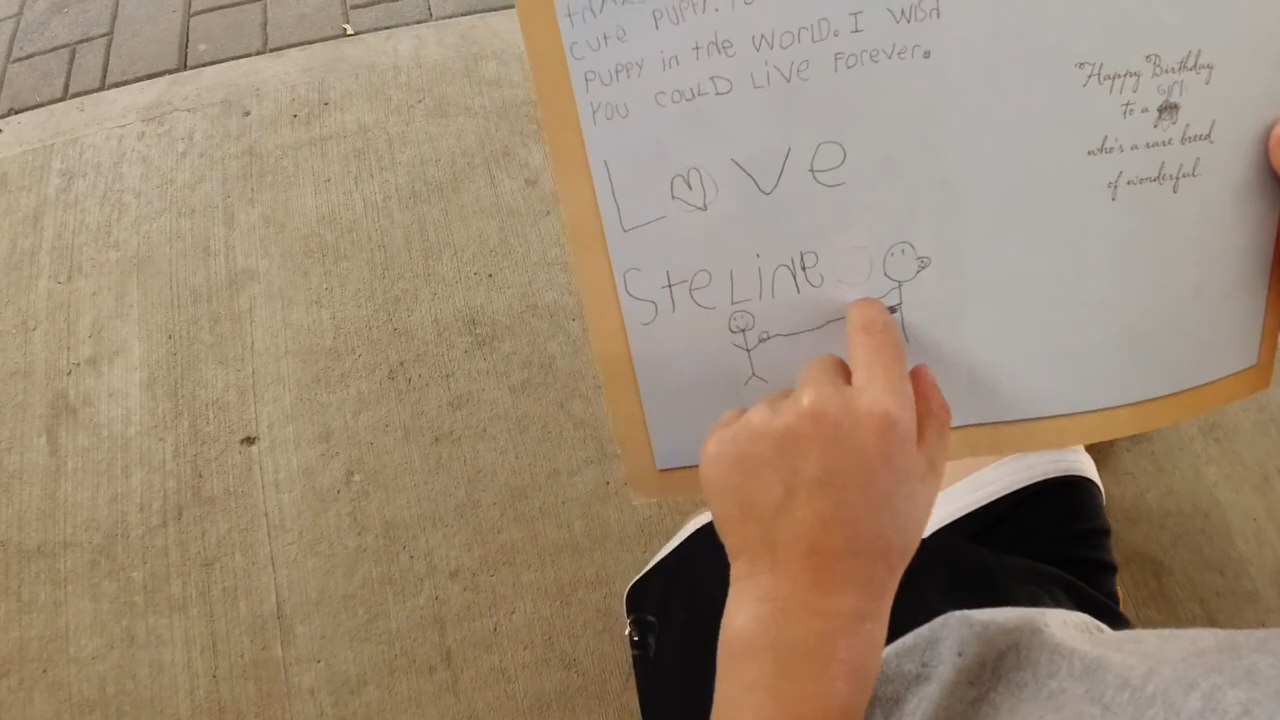 cute puppy.
puppy in the world. I wish
you could Live forever.
Love
Steline
Happy Birthday
girl
to a
who's a rare breed
of wonderful.